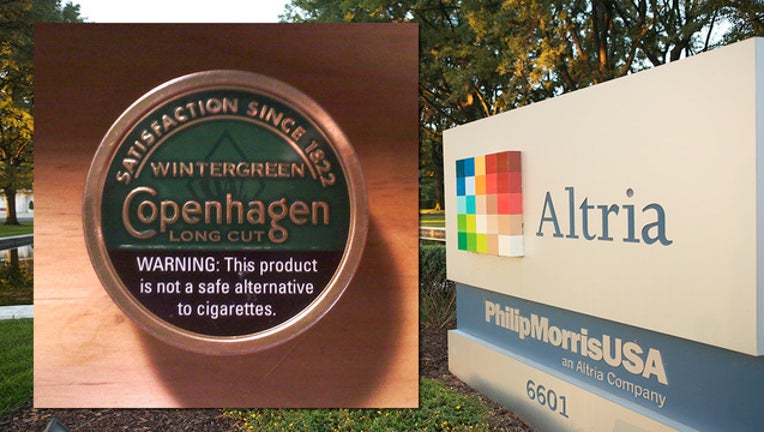 SATISFACTION SINCE 1822
WINTERGREEN
Copenhagen
LONG CUT
WARNING: This product
is not a safe alternative
to cigarettes.
Altria
PhilipMorrisUSA
an Altria Company
6601